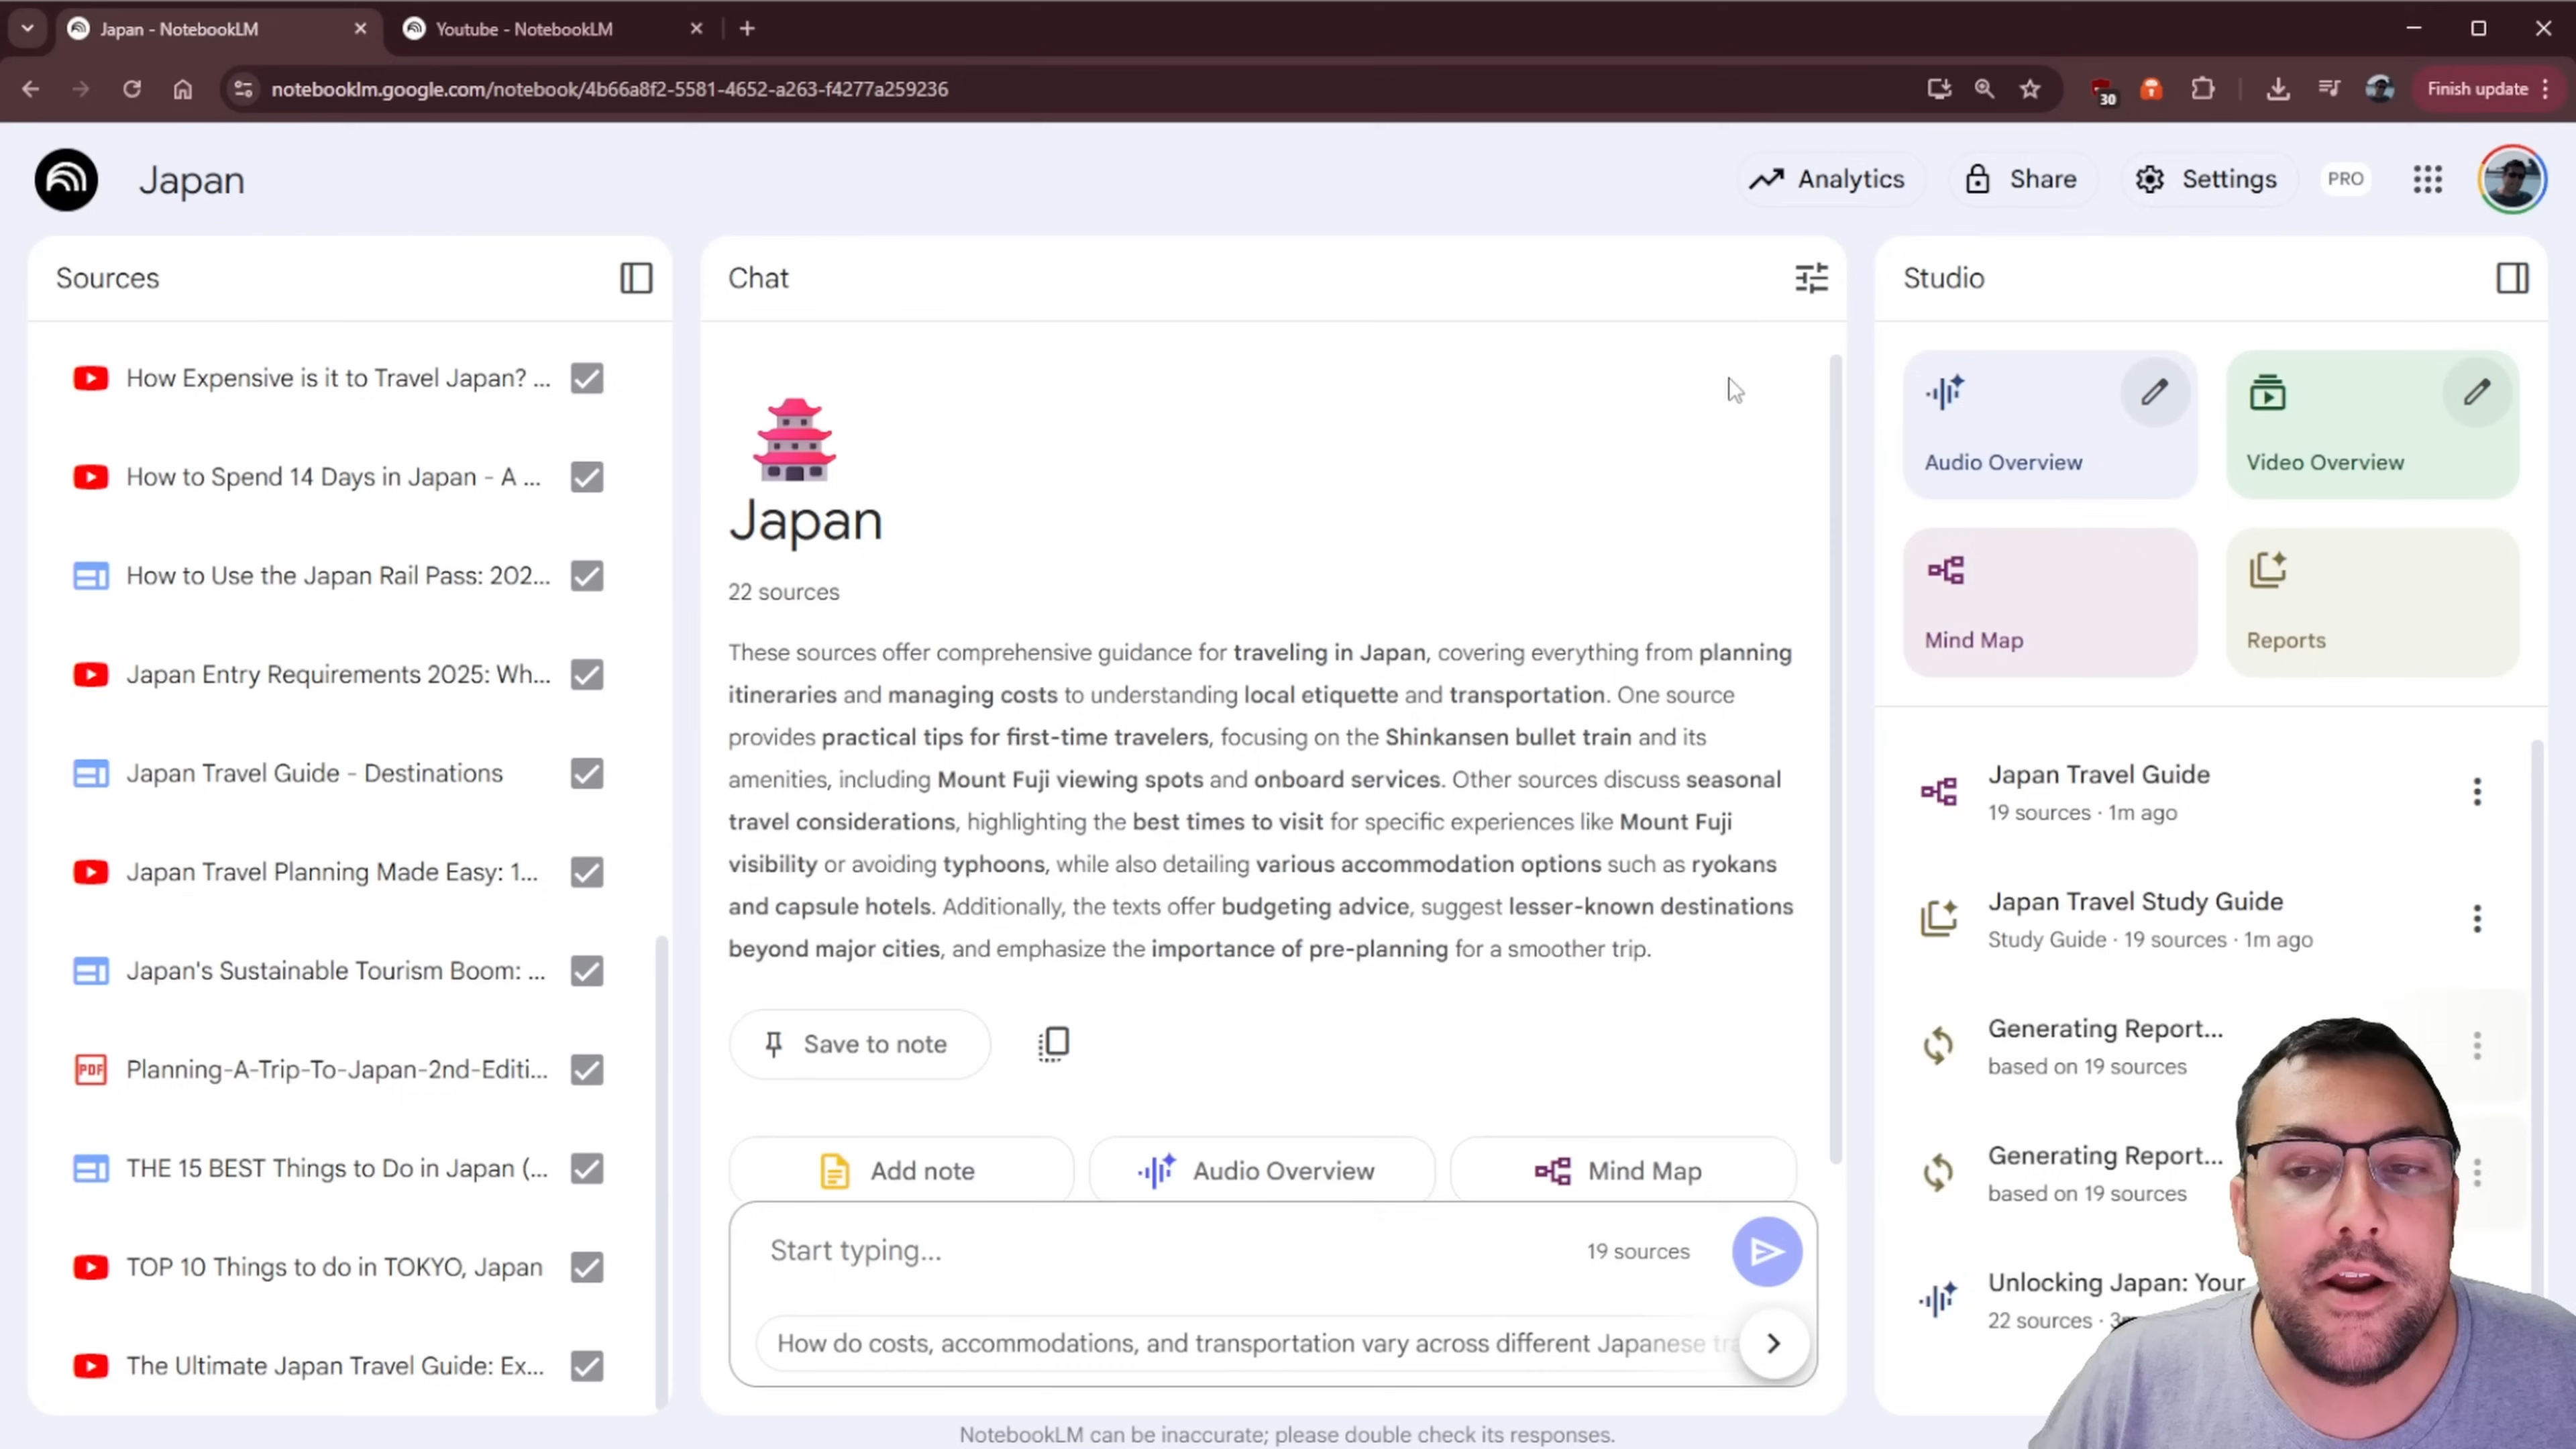 Japan - NotebookLM
Youtube - NotebookLM
notebooklm.google.com/notebook/4b66a8f2-5581-4652-a263-f4277a259236
30
Finish update
Japan
Analytics
Share
Settings
PRO
Sources
How Expensive is it to Travel Japan? ...
How to Spend 14 Days in Japan - A ...
How to Use the Japan Rail Pass: 202...
Japan Entry Requirements 2025: Wh...
Japan Travel Guide - Destinations
Japan Travel Planning Made Easy: 1...
Japan's Sustainable Tourism Boom: ...
PDF
Planning-A-Trip-To-Japan-2nd-Editi...
THE 15 BEST Things to Do in Japan (...
TOP 10 Things to do in TOKYO, Japan
The Ultimate Japan Travel Guide: Ex...
Chat
Japan
22 sources
These sources offer comprehensive guidance for traveling in Japan, covering everything from planning
itineraries and managing costs to understanding local etiquette and transportation. One source
provides practical tips for first-time travelers, focusing on the Shinkansen bullet train and its
amenities, including Mount Fuji viewing spots and onboard services. Other sources discuss seasonal
travel considerations, highlighting the best times to visit for specific experiences like Mount Fuji
visibility or avoiding typhoons, while also detailing various accommodation options such as ryokans
and capsule hotels. Additionally, the texts offer budgeting advice, suggest lesser-known destinations
beyond major cities, and emphasize the importance of pre-planning for a smoother trip.
Save to note
Add note
Audio Overview
Mind Map
Start typing...
19 sources
How do costs, accommodations, and transportation vary across different Japanese
NotebookLM can be inaccurate; please double check its responses.
Studio
Audio Overview
Video Overview
Mind Map
Reports
Japan Travel Guide
19 sources · 1m ago
Japan Travel Study Guide
Study Guide · 19 sources · 1m ago
Generating Report...
based on 19 sources
Generating Report...
based on 19 sources
Unlocking Japan: Your
22 sources ·